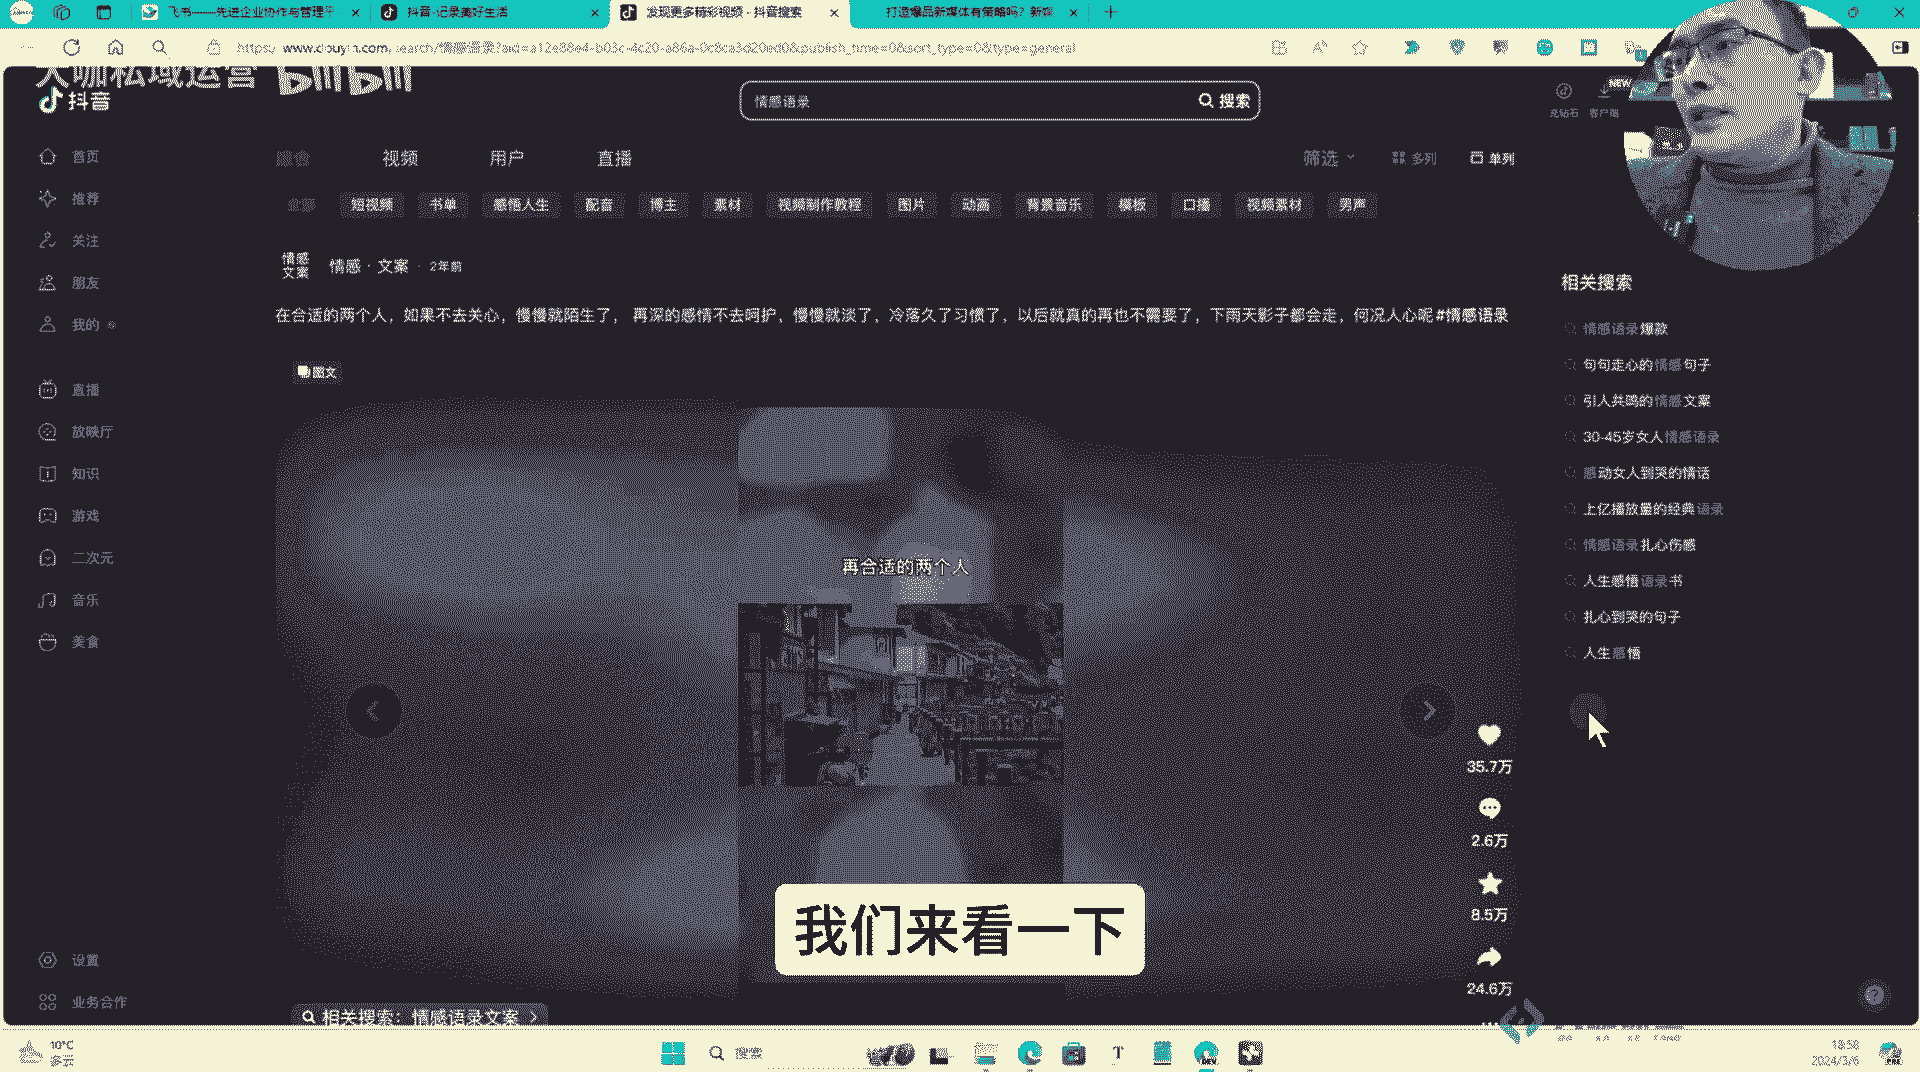 飞书——先进企业协作与管理平
抖音-记录美好生活
发现更多精彩视频 - 抖音搜索
打造爆品新媒体有策略吗？新媒
https://www.douyin.com/search/情感语录?aid=a12e88e4-b03c-4c20-a86a-0c8ca3d20ed0&publish_time=0&sort_type=0&type=general
大咖私域运营 bilibili
抖音
情感语录
搜索
充钻石
客户端
NEW
首页
推荐
关注
朋友
我的
直播
放映厅
知识
游戏
二次元
音乐
美食
设置
业务合作
综合 视频 用户 直播
筛选 多列 单列
全部 短视频 书单 感悟人生 配音 博主 素材 视频制作教程 图片 动画 背景音乐 模板 口播 视频素材 男声
情感文案
情感·文案 · 2年前
在合适的两个人，如果不去关心，慢慢就陌生了， 再深的感情不去呵护，慢慢就淡了，冷落久了习惯了，以后就真的再也不需要了，下雨天影子都会走，何况人心呢#情感语录
图文
再合适的两个人
35.7万
2.6万
8.5万
24.6万
相关搜索
情感语录爆款
句句走心的情感句子
引人共鸣的情感文案
30-45岁女人情感语录
感动女人到哭的情话
上亿播放量的经典语录
情感语录扎心伤感
人生感悟语录书
扎心到哭的句子
人生感悟
我们来看一下
相关搜索：情感语录文案
10°C
多云
搜索
18:58
2024/3/6